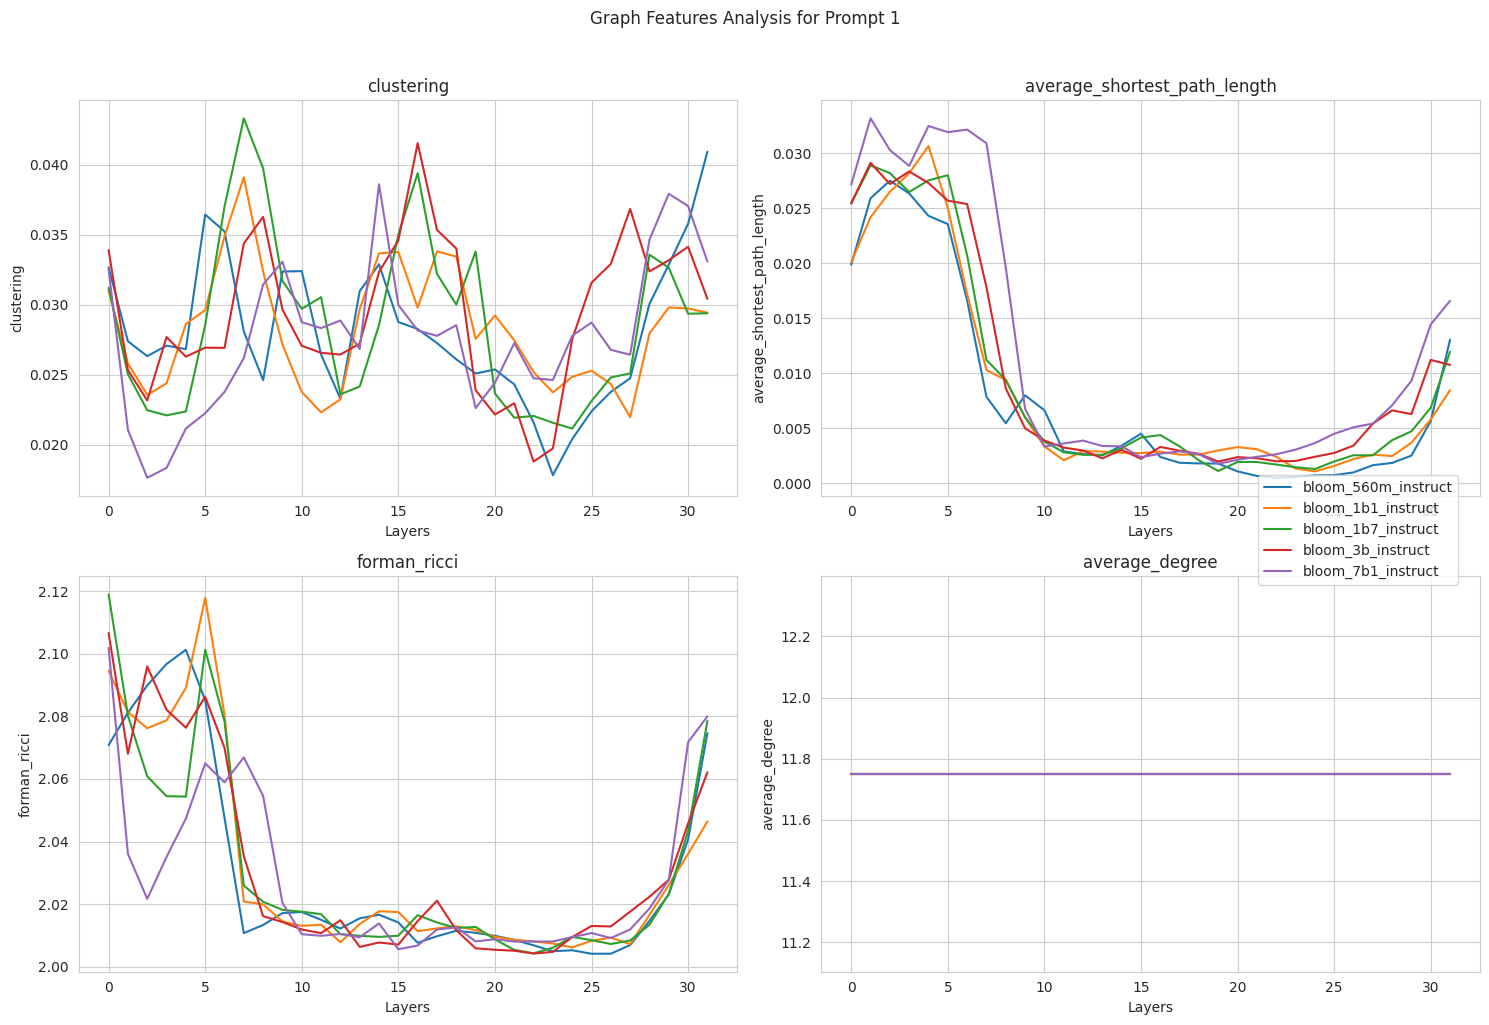 Graph Features Analysis for Prompt 1
clustering
clustering
0.040
0.035
0.030
0.025
0.020
0 5 10 15 20 25 30
Layers
average_shortest_path_length
average_shortest_path_length
0.030
0.025
0.020
0.015
0.010
0.005
0.000
0 5 10 15 20 25 30
Layers
bloom_560m_instruct
bloom_1b1_instruct
bloom_1b7_instruct
bloom_3b_instruct
bloom_7b1_instruct
forman_ricci
forman_ricci
2.12
2.10
2.08
2.06
2.04
2.02
2.00
0 5 10 15 20 25 30
Layers
average_degree
average_degree
12.2
12.0
11.8
11.6
11.4
11.2
0 5 10 15 20 25 30
Layers